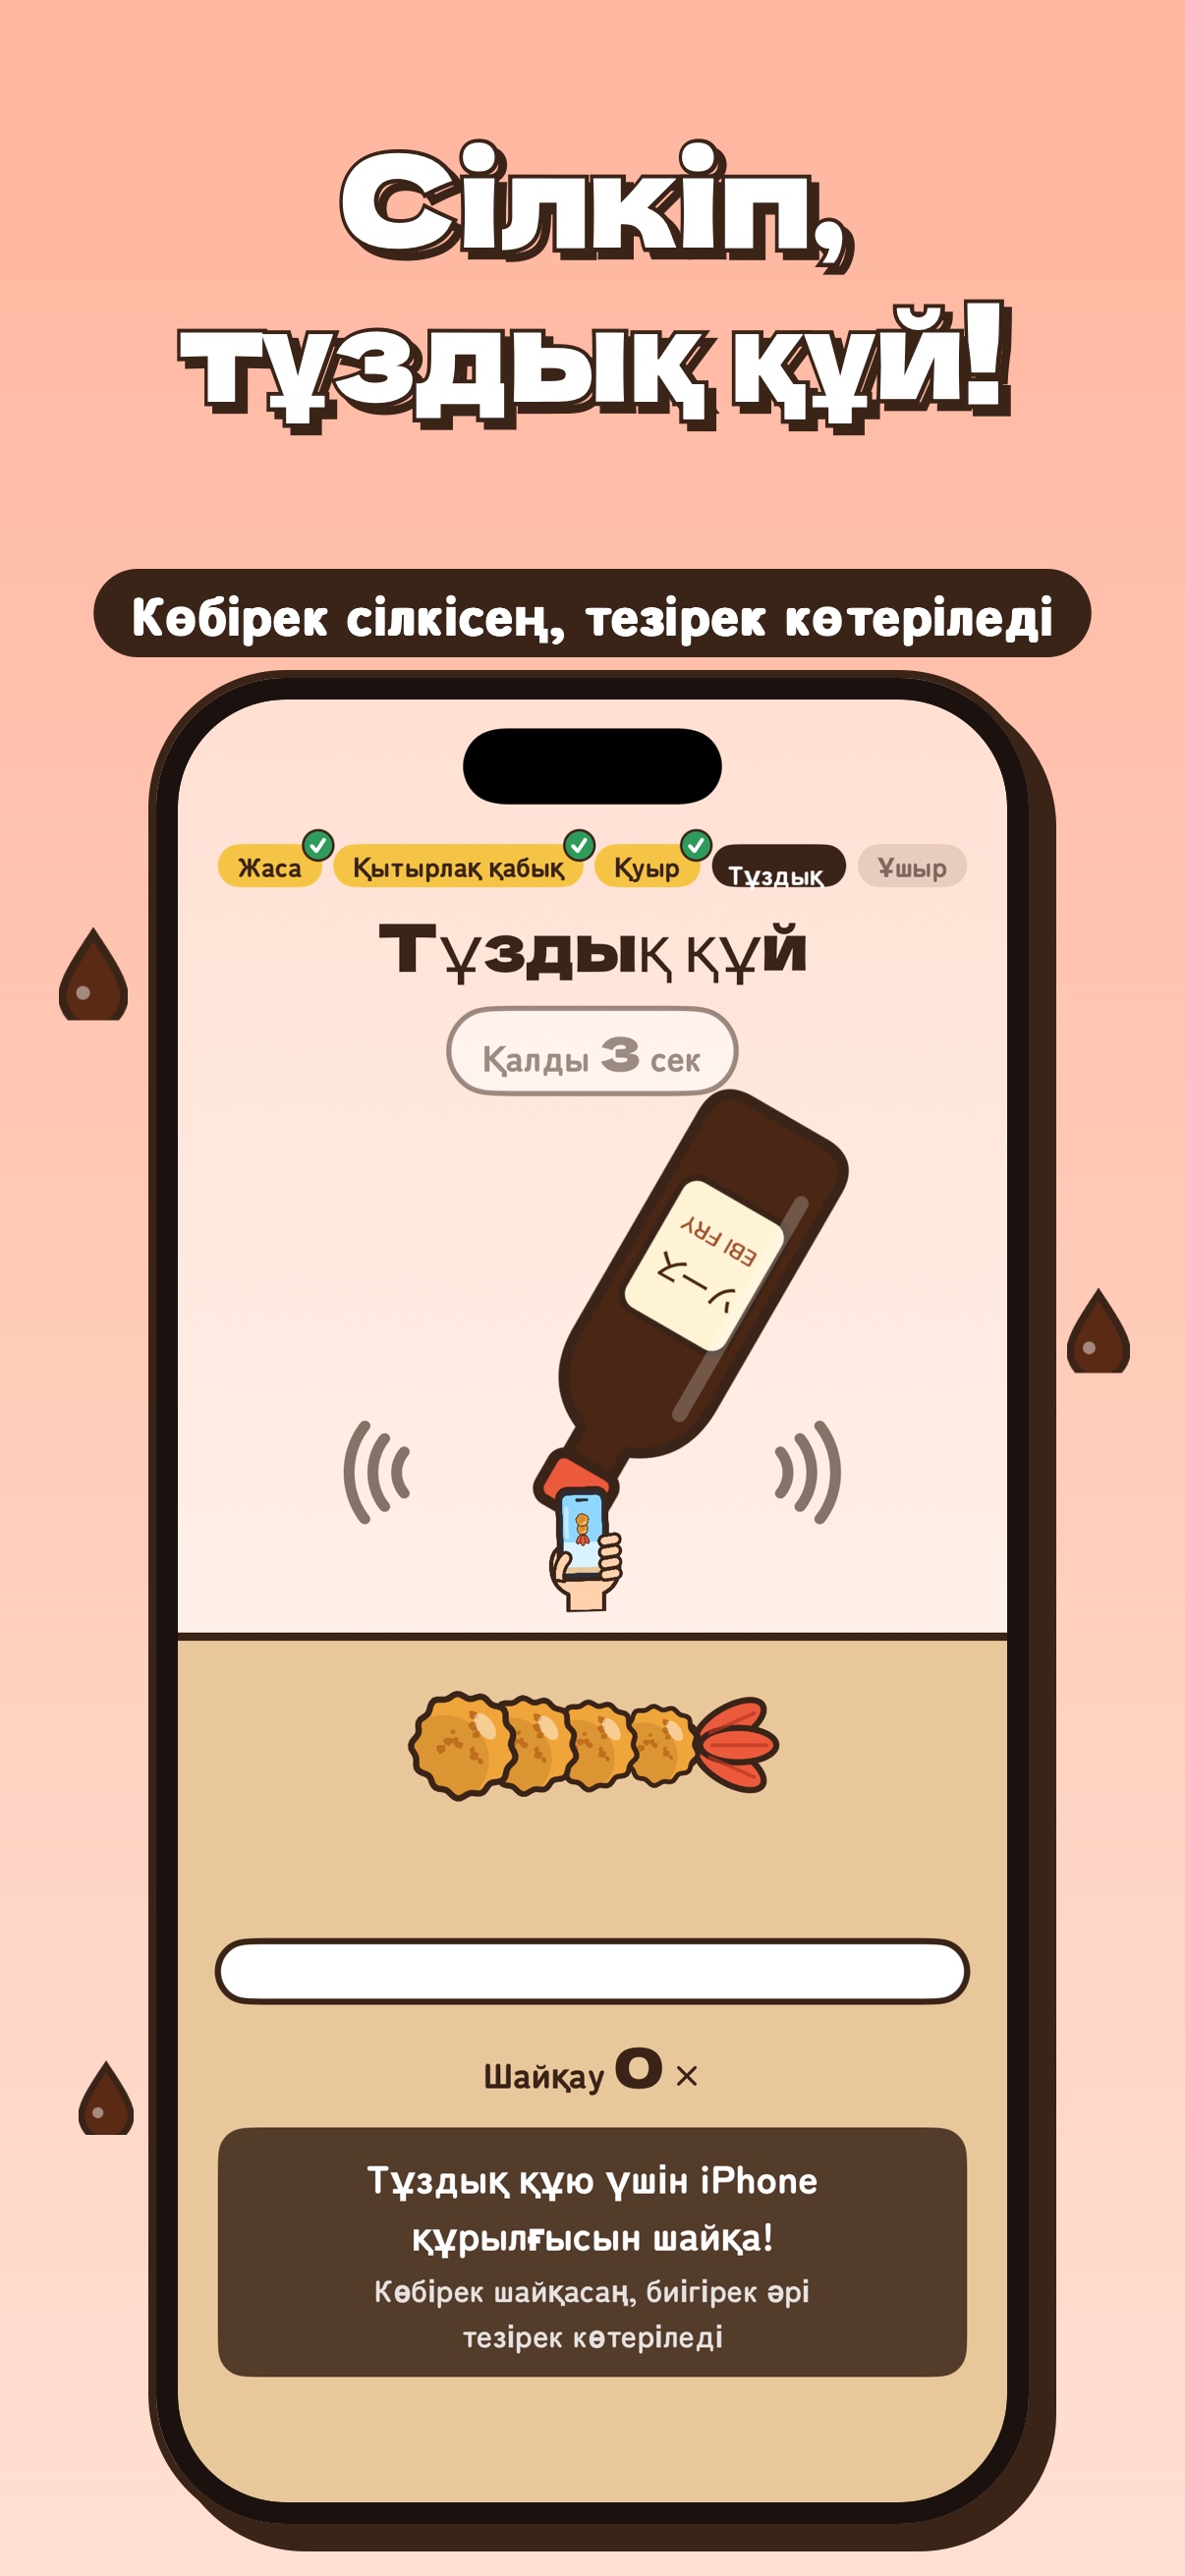 Сілкіп,
тұздық құй!
Көбірек сілкісең, тезірек көтеріледі
Жаса
Қытырлақ қабық
Қуыр
Тұздық
Ұшыр
Тұздық құй
Қалды 3 сек
EBI FRY
ソース
Шайқау 0 ×
Тұздық құю үшін iPhone
құрылғысын шайқа!
Көбірек шайқасаң, биігірек әрі
тезірек көтеріледі